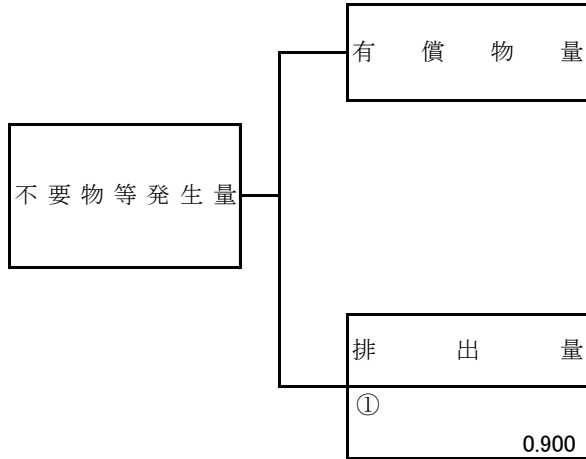 有償物量
不要物等発生量
排出量
①
0.900